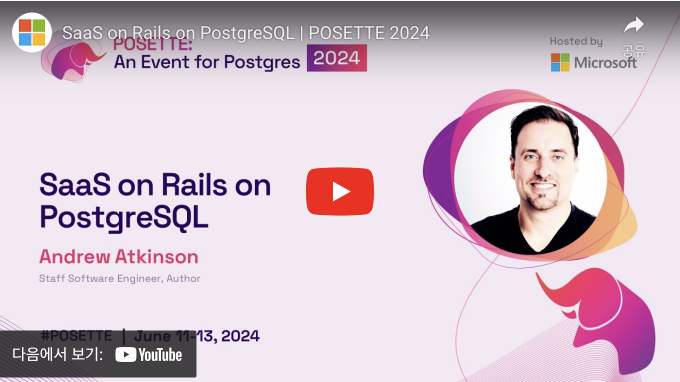 SaaS on Rails on PostgreSQL | POSETTE 2024
공유
POSETTE:
An Event for Postgres 2024
Hosted by
Microsoft
SaaS on Rails on
PostgreSQL
Andrew Atkinson
Staff Software Engineer, Author
#POSETTE | June 11-13, 2024
다음에서 보기: YouTube